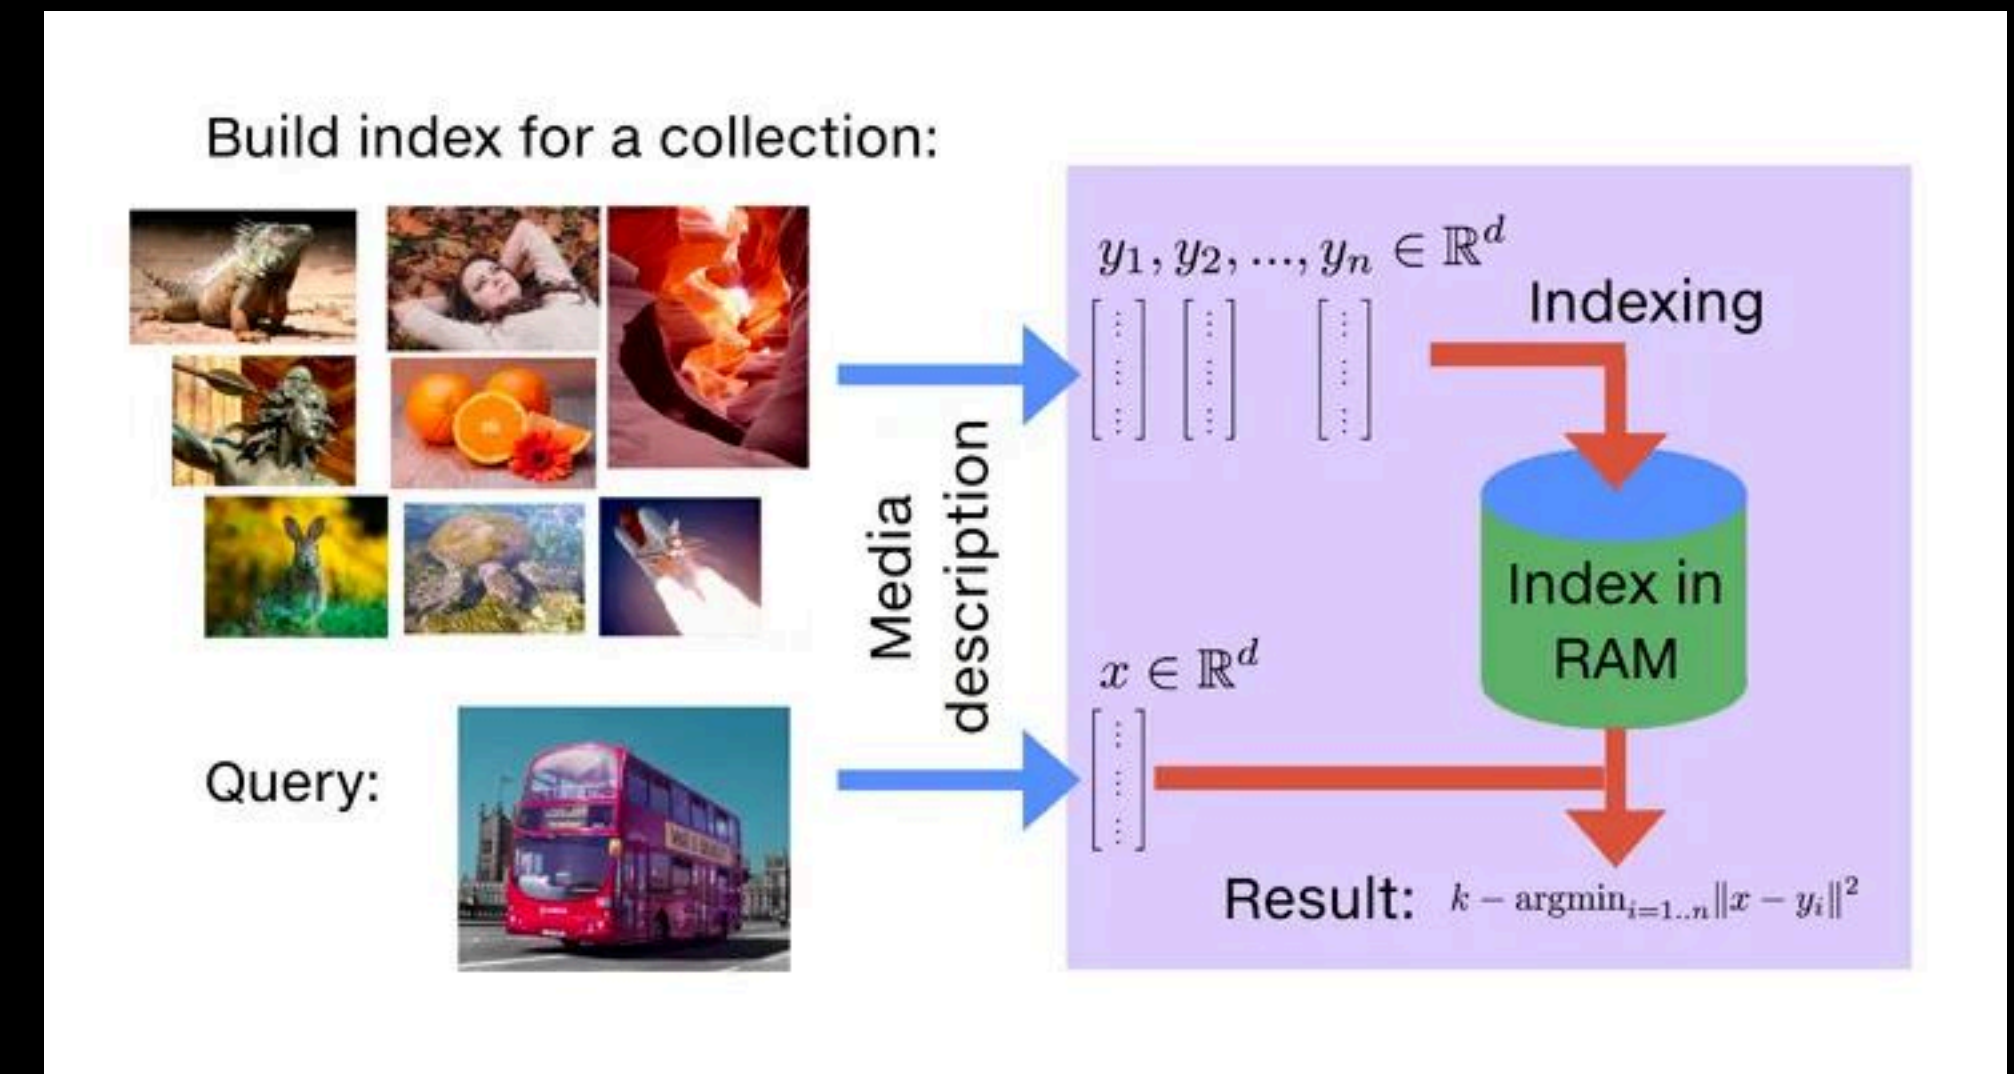 Build index for a collection:
y₁, y₂, ..., yₙ ∈ ℝᵈ
Indexing
Media
description
Index in
RAM
x ∈ ℝᵈ
Query:
Result: k − argminᵢ₌₁..ₙ‖x − yᵢ‖²